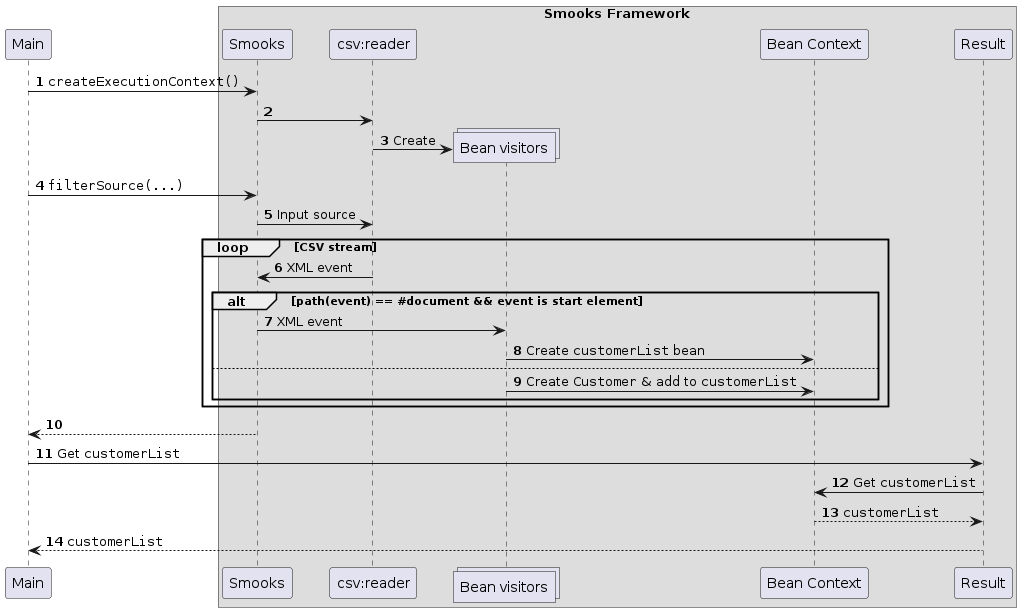 Smooks Framework
Main
Smooks
csv:reader
Bean Context
Result
1 createExecutionContext()
2
3 Create
Bean visitors
4 filterSource(...)
5 Input source
loop [CSV stream]
6 XML event
alt [path(event) == #document && event is start element]
7 XML event
8 Create customerList bean
9 Create Customer & add to customerList
10
11 Get customerList
12 Get customerList
13 customerList
14 customerList
Main
Smooks
csv:reader
Bean visitors
Bean Context
Result